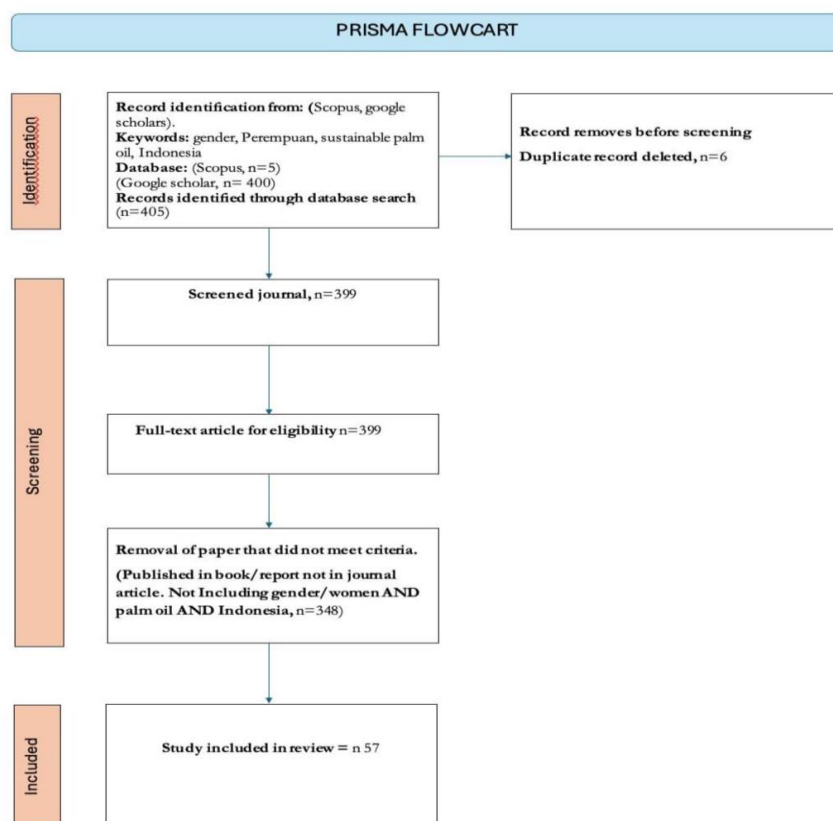 PRISMA FLOWCART
Identification
Record identification from: (Scopus, google
scholars).
Keywords: gender, Perempuan, sustainable palm
oil, Indonesia
Database: (Scopus, n=5)
(Google scholar, n= 400)
Records identified through database search
(n=405)
Record removes before screening
Duplicate record deleted, n=6
Screening
Screened journal, n=399
Full-text article for eligibility n=399
Removal of paper that did not meet criteria.
(Published in book/report not in journal
article. Not Including gender/women AND
palm oil AND Indonesia, n=348)
Included
Study included in review = n 57